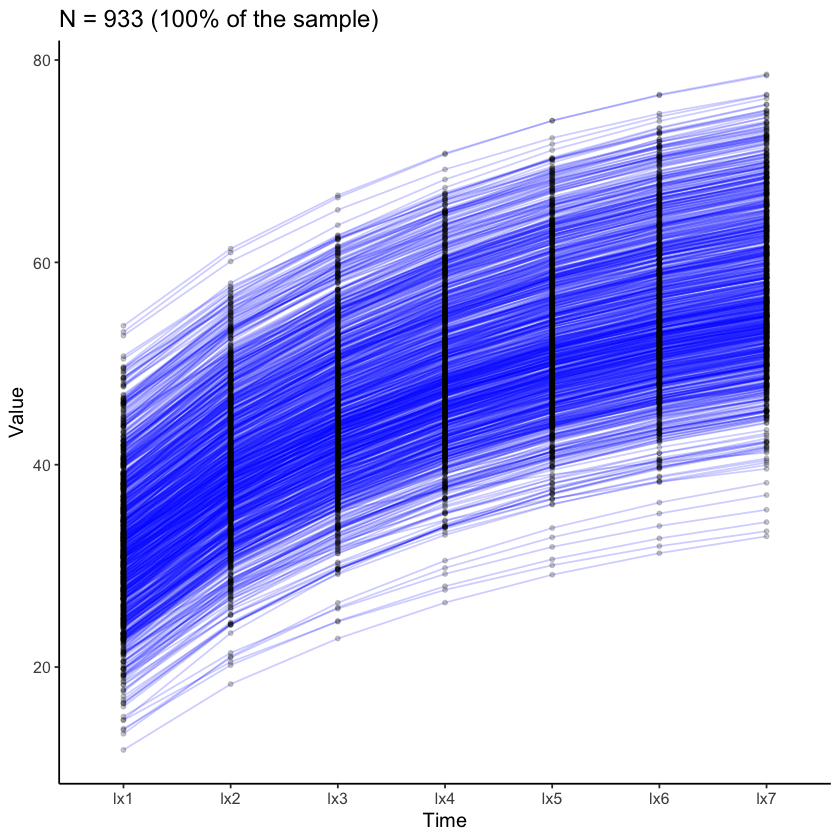 N = 933 (100% of the sample)
80
60
40
20
Value
lx1 lx2 lx3 lx4 lx5 lx6 lx7
Time